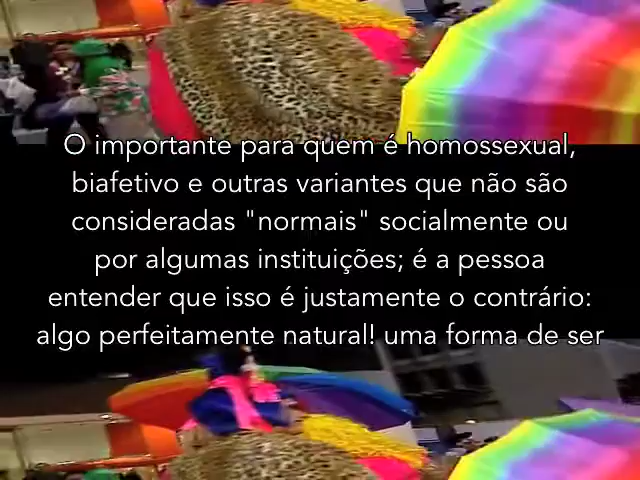 O importante para quem é homossexual,
biafetivo e outras variantes que não são
consideradas "normais" socialmente ou
por algumas instituições; é a pessoa
entender que isso é justamente o contrário:
algo perfeitamente natural! uma forma de ser